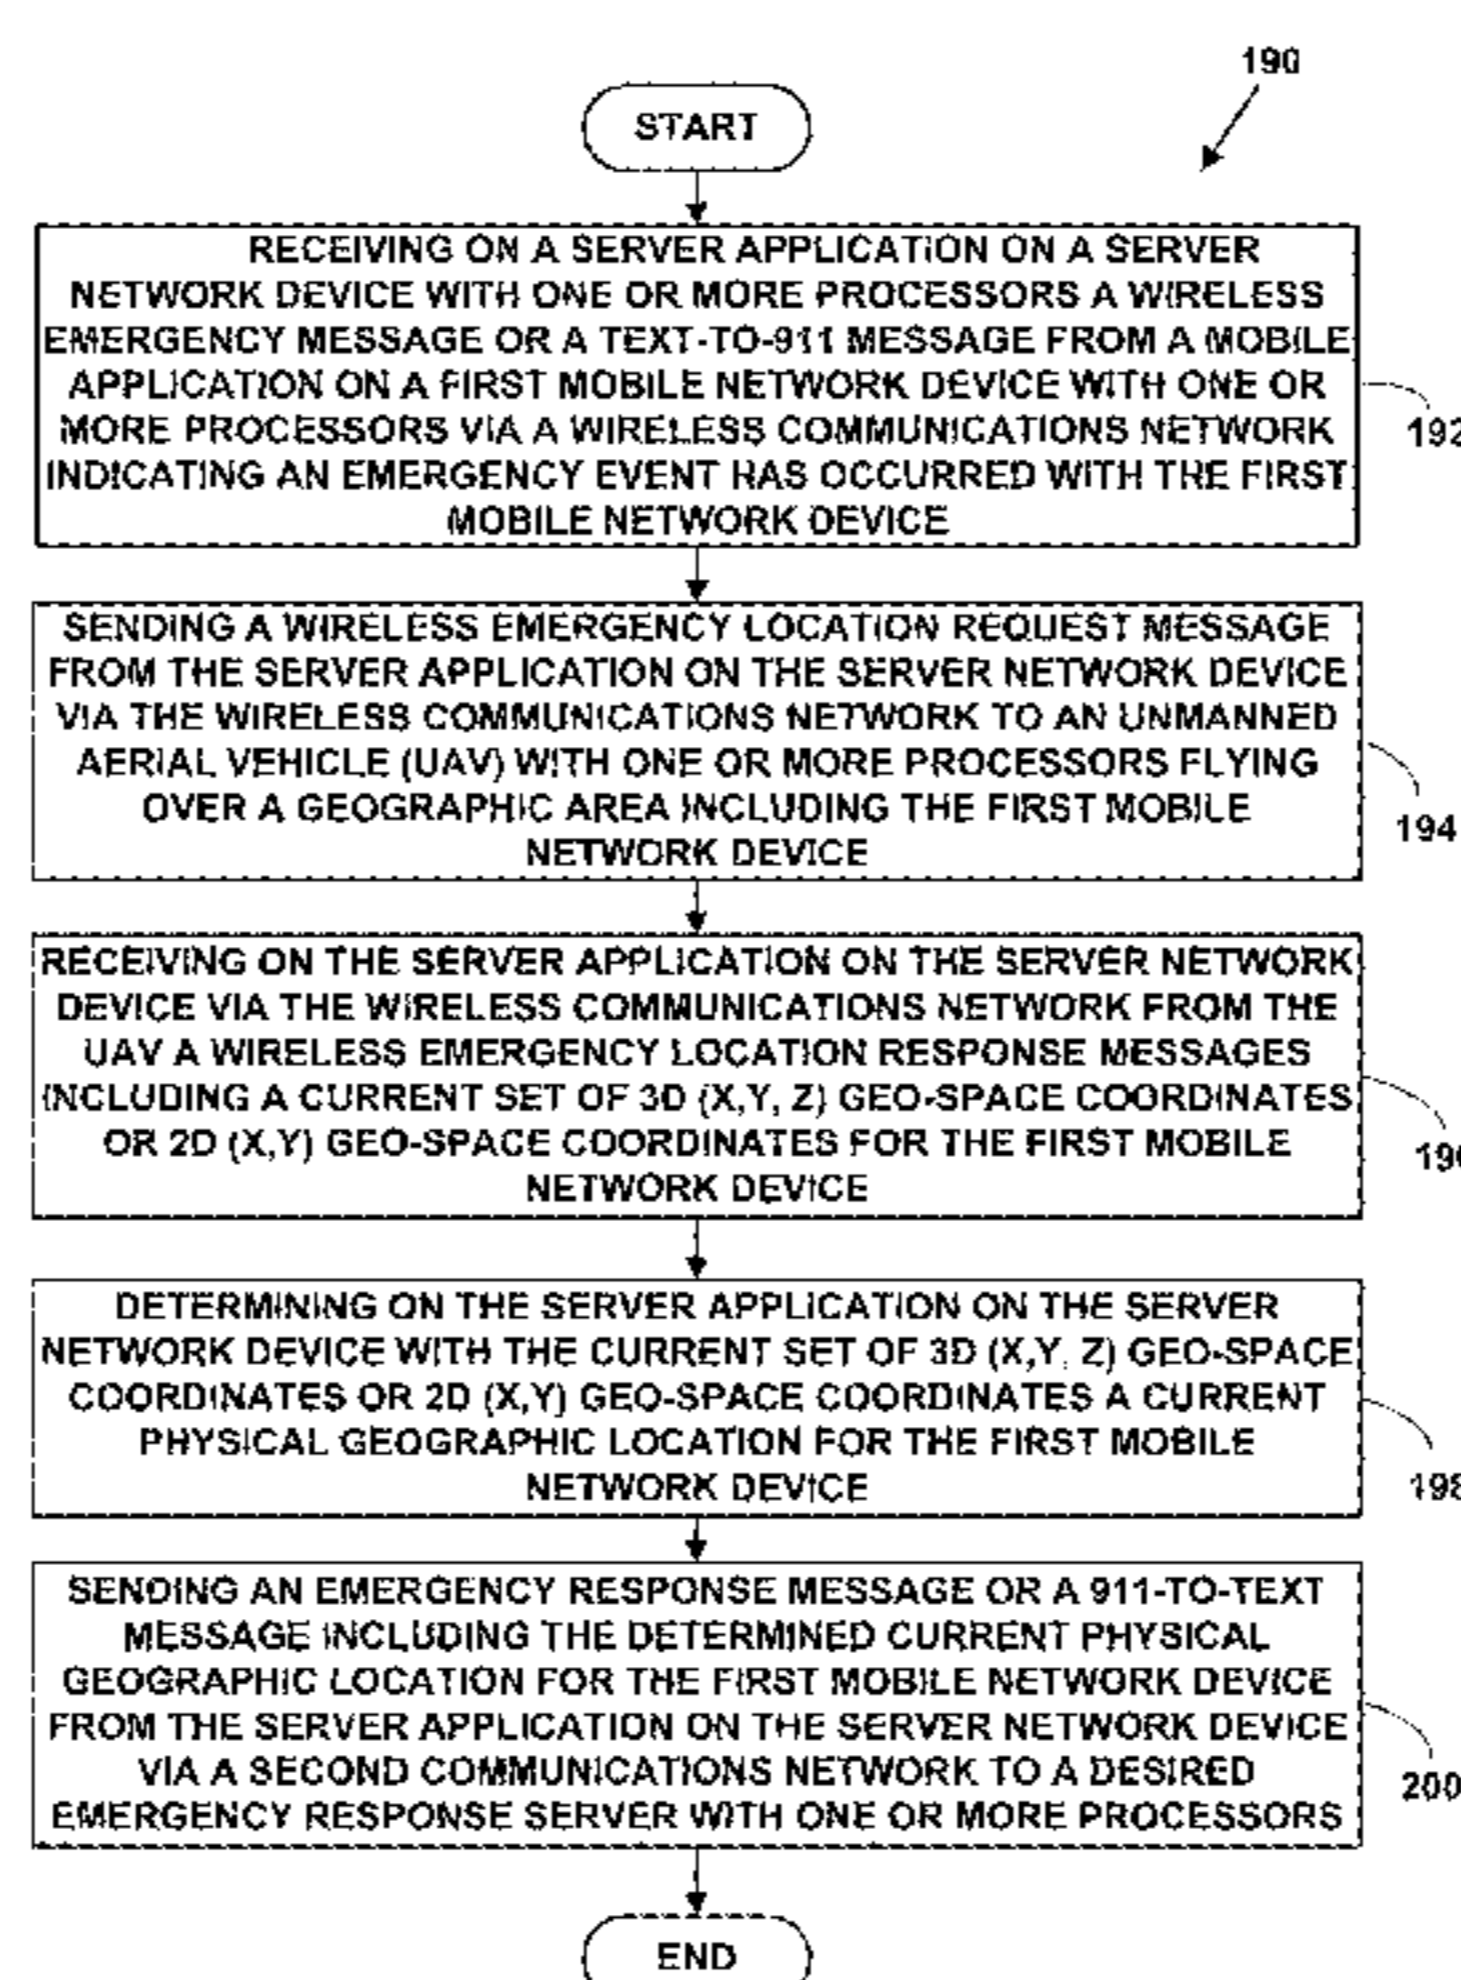 190
START
RECEIVING ON A SERVER APPLICATION ON A SERVER
NETWORK DEVICE WITH ONE OR MORE PROCESSORS A WIRELESS
EMERGENCY MESSAGE OR A TEXT-TO-911 MESSAGE FROM A MOBILE
APPLICATION ON A FIRST MOBILE NETWORK DEVICE WITH ONE OR
MORE PROCESSORS VIA A WIRELESS COMMUNICATIONS NETWORK
INDICATING AN EMERGENCY EVENT HAS OCCURRED WITH THE FIRST
MOBILE NETWORK DEVICE
192
SENDING A WIRELESS EMERGENCY LOCATION REQUEST MESSAGE
FROM THE SERVER APPLICATION ON THE SERVER NETWORK DEVICE
VIA THE WIRELESS COMMUNICATIONS NETWORK TO AN UNMANNED
AERIAL VEHICLE (UAV) WITH ONE OR MORE PROCESSORS FLYING
OVER A GEOGRAPHIC AREA INCLUDING THE FIRST MOBILE
NETWORK DEVICE
194
RECEIVING ON THE SERVER APPLICATION ON THE SERVER NETWORK
DEVICE VIA THE WIRELESS COMMUNICATIONS NETWORK FROM THE
UAV A WIRELESS EMERGENCY LOCATION RESPONSE MESSAGES
INCLUDING A CURRENT SET OF 3D (X,Y, Z) GEO-SPACE COORDINATES
OR 2D (X,Y) GEO-SPACE COORDINATES FOR THE FIRST MOBILE
NETWORK DEVICE
196
DETERMINING ON THE SERVER APPLICATION ON THE SERVER
NETWORK DEVICE WITH THE CURRENT SET OF 3D (X,Y, Z) GEO-SPACE
COORDINATES OR 2D (X,Y) GEO-SPACE COORDINATES A CURRENT
PHYSICAL GEOGRAPHIC LOCATION FOR THE FIRST MOBILE
NETWORK DEVICE
198
SENDING AN EMERGENCY RESPONSE MESSAGE OR A 911-TO-TEXT
MESSAGE INCLUDING THE DETERMINED CURRENT PHYSICAL
GEOGRAPHIC LOCATION FOR THE FIRST MOBILE NETWORK DEVICE
FROM THE SERVER APPLICATION ON THE SERVER NETWORK DEVICE
VIA A SECOND COMMUNICATIONS NETWORK TO A DESIRED
EMERGENCY RESPONSE SERVER WITH ONE OR MORE PROCESSORS
200
END